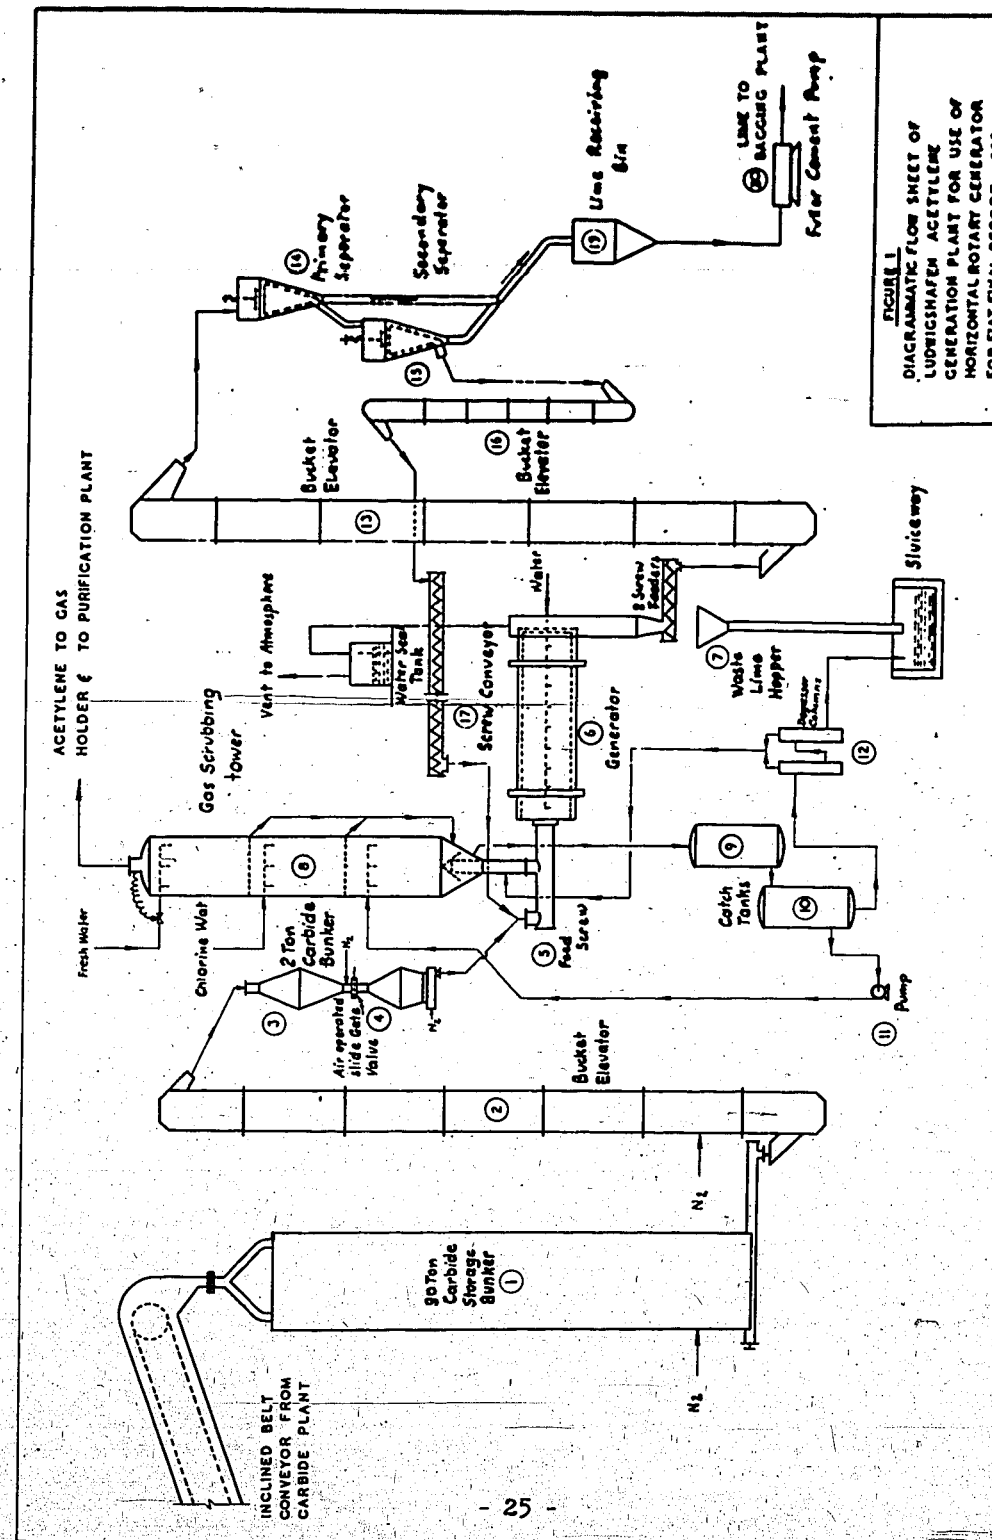 INCLINED BELT
CONVEYOR FROM
CARBIDE PLANT
90 Ton
Carbide
Storage
Bunker
1
N2
N2
2
Bucket
Elevator
3
2 Ton
Carbide
Bunker
N2
Air operated
Slide Gate
Valve
4
N2
Fresh Water
Chlorine Wat
ACETYLENE TO GAS
HOLDER & TO PURIFICATION PLANT
Gas Scrubbing
tower
8
5
Feed
Screw
Vent to Atmosphere
Water Seal
Tank
17
Screw Conveyor
6
Generator
Water
2 Screw
Feeders
9
Catch
Tanks
10
11
Pump
12
Degasser
Columns
7
Waste
Lime
Hopper
Sluiceway
Bucket
Elevator
13
16
Bucket
Elevator
14
Primary
Separator
15
Secondary
Separator
Lime Receiving
Bin
19
LIME TO
BAGGING PLANT
Fuller Cement Pump
FIGURE 1
DIAGRAMMATIC FLOW SHEET OF
LUDWIGSHAFEN ACETYLENE
GENERATION PLANT FOR USE OF
HORIZONTAL ROTARY GENERATOR
- 25 -